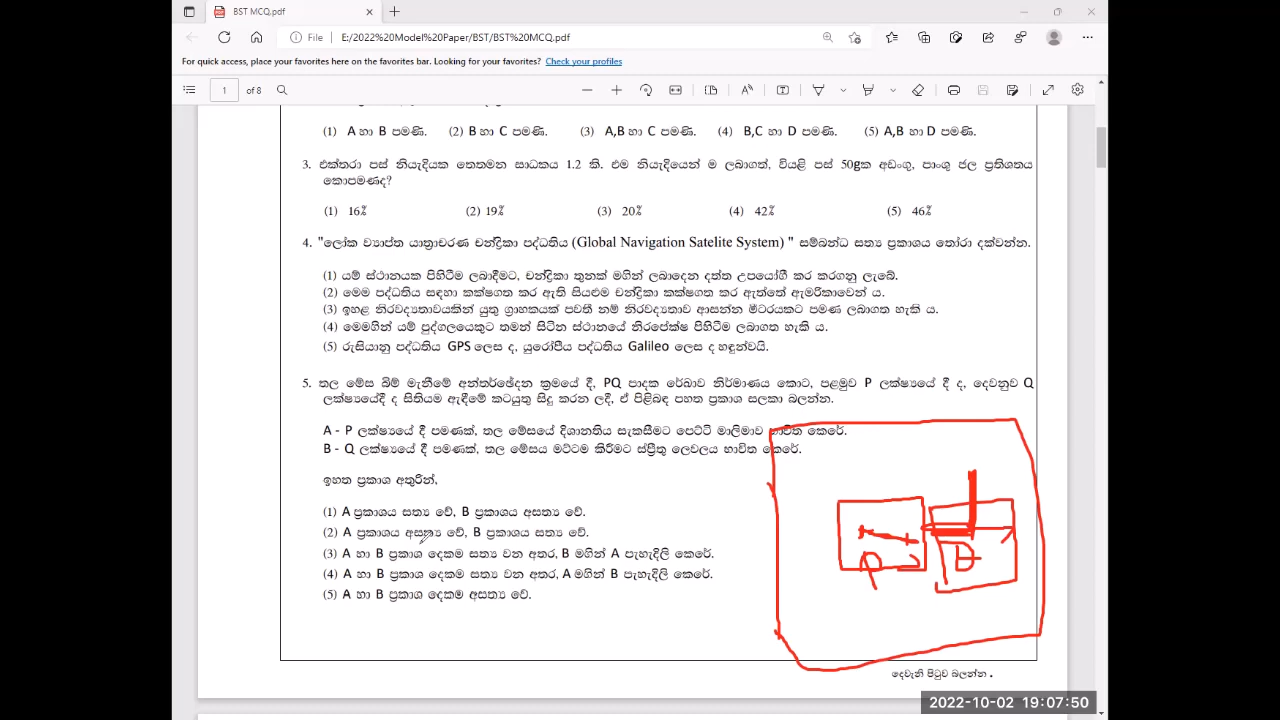 BST MCQ.pdf
File E:/2022%20Model%20Paper/BST/BST%20MCQ.pdf
For quick access, place your favorites here on the favorites bar. Looking for your favorites? Check your profiles
1 of 8
(1) A හා B පමණි. (2) B හා C පමණි. (3) A,B හා C පමණි. (4) B,C හා D පමණි. (5) A,B හා D පමණි.
3. එක්තරා පස් නියැදියක තෙතමන සාධකය 1.2 කි. එම නියැදියෙන් ම ලබාගත්, වියළි පස් 50gක අඩංගු, පාංශු ජල ප්‍රතිශතය
කොපමණද?
(1) 16% (2) 19% (3) 20% (4) 42% (5) 46%
4. "ලෝක ව්‍යාප්ත යාත්‍රාචරණ චන්ද්‍රිකා පද්ධතිය (Global Navigation Satelite System) " සම්බන්ධ සත්‍ය ප්‍රකාශය තෝරා දක්වන්න.
(1) යම් ස්ථානයක පිහිටීම ලබාදීමට, චන්ද්‍රිකා තුනක් මගින් ලබාදෙන දත්ත උපයෝගී කර කරගනු ලැබේ.
(2) මෙම පද්ධතිය සඳහා කක්ෂගත කර ඇති සියළුම චන්ද්‍රිකා කක්ෂගත කර ඇත්තේ ඇමරිකාවෙන් ය.
(3) ඉහළ නිරවද්‍යතාවයකින් යුතු ග්‍රාහකයක් පවතී නම් නිරවද්‍යතාව ආසන්න මීටරයකට පමණ ලබාගත හැකි ය.
(4) මෙමගින් යම් පුද්ගලයෙකුට තමන් සිටින ස්ථානයේ නිරපේක්ෂ පිහිටීම ලබාගත හැකි ය.
(5) රුසියානු පද්ධතිය GPS ලෙස ද, යුරෝපීය පද්ධතිය Galileo ලෙස ද හඳුන්වයි.
5. තල මේස බිම් මැනීමේ අන්තර්ඡේදන ක්‍රමයේ දී, PQ පාදක රේඛාව නිර්මාණය කොට, පළමුව P ලක්ෂ්‍යයේ දී ද, දෙවනුව Q
ලක්ෂ්‍යයේදී ද සිතියම ඇඳීමේ කටයුතු සිදු කරන ලදී, ඒ පිළිබඳ පහත ප්‍රකාශ සලකා බලන්න.
A - P ලක්ෂ්‍යයේ දී පමණක්, තල මේසයේ දිශානතිය සැකසීමට පෙට්ටි මාලිමාව භාවිත කෙරේ.
B - Q ලක්ෂ්‍යයේ දී පමණක්, තල මේසය මට්ටම කිරීමට ස්ප්‍රීතු ලෙවලය භාවිත කෙරේ.
ඉහත ප්‍රකාශ අතුරින්,
(1) A ප්‍රකාශය සත්‍ය වේ, B ප්‍රකාශය අසත්‍ය වේ.
(2) A ප්‍රකාශය අසත්‍ය වේ, B ප්‍රකාශය සත්‍ය වේ.
(3) A හා B ප්‍රකාශ දෙකම සත්‍ය වන අතර, B මගින් A පැහැදිලි කෙරේ.
(4) A හා B ප්‍රකාශ දෙකම සත්‍ය වන අතර, A මගින් B පැහැදිලි කෙරේ.
(5) A හා B ප්‍රකාශ දෙකම අසත්‍ය වේ.
දෙවැනි පිටුව බලන්න .
2022-10-02 19:07:50